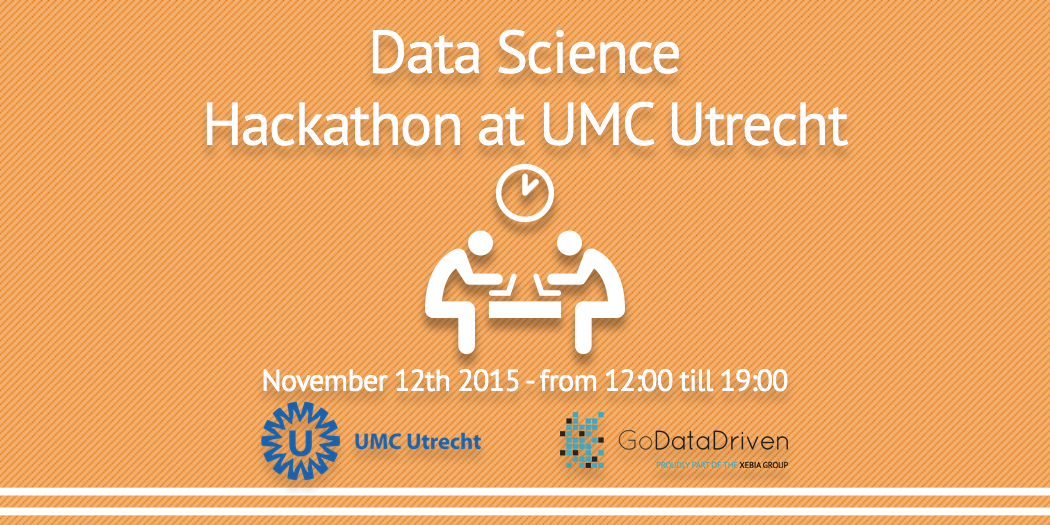 Data Science
Hackathon at UMC Utrecht
November 12th 2015 - from 12:00 till 19:00
U
UMC Utrecht
GoDataDriven
PROUDLY PART OF THE XEBIA GROUP